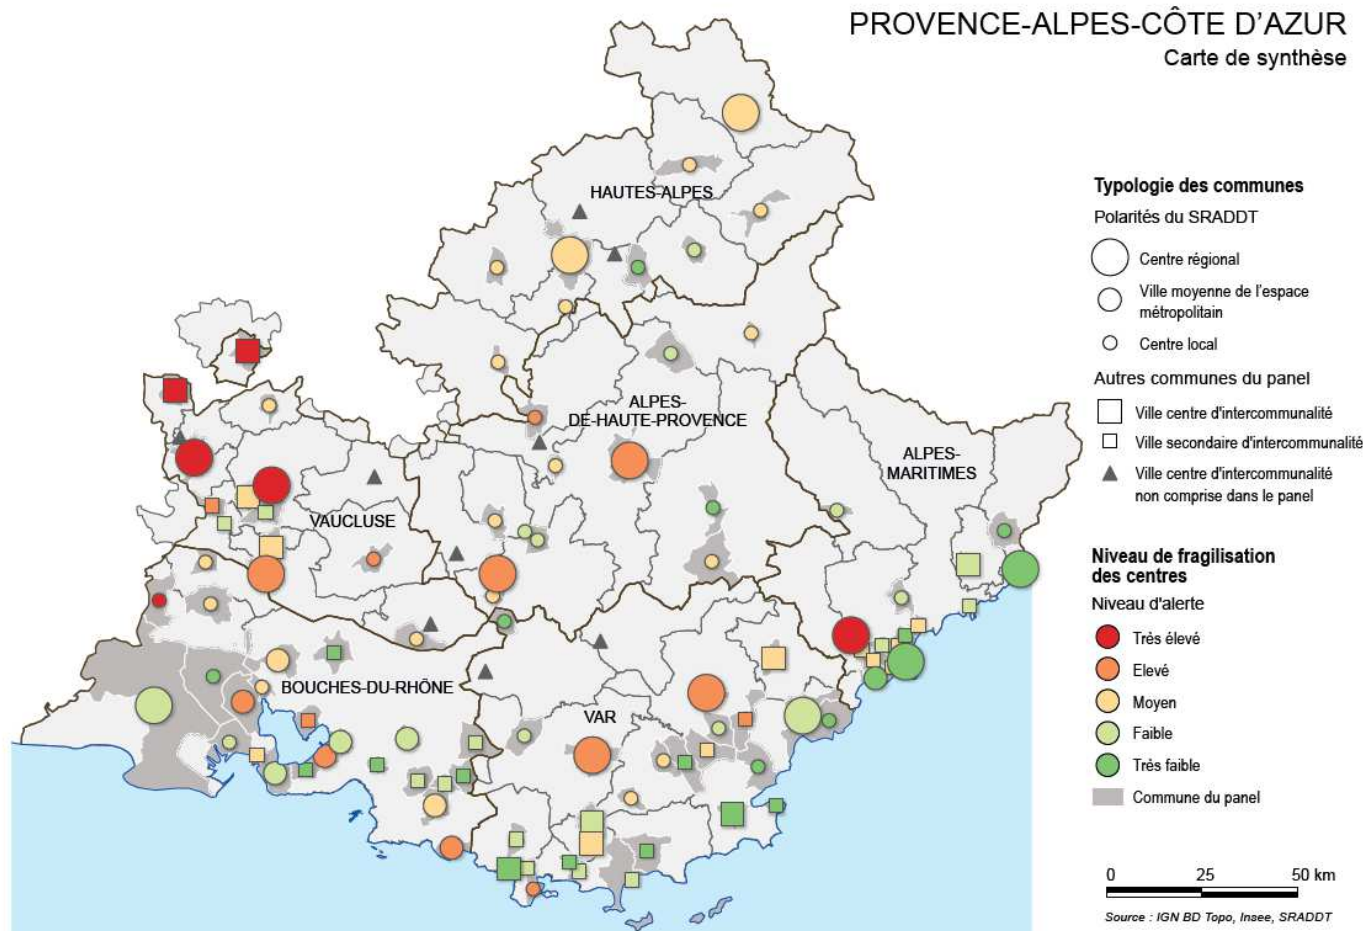 PROVENCE-ALPES-CÔTE D'AZUR
Carte de synthèse
HAUTES-ALPES
ALPES-
DE-HAUTE-PROVENCE
ALPES-
MARITIMES
VAUCLUSE
BOUCHES-DU-RHÔNE
VAR
Typologie des communes
Polarités du SRADDT
Centre régional
Ville moyenne de l'espace
métropolitain
Centre local
Autres communes du panel
Ville centre d'intercommunalité
Ville secondaire d'intercommunalité
Ville centre d'intercommunalité
non comprise dans le panel
Niveau de fragilisation
des centres
Niveau d'alerte
Très élevé
Elevé
Moyen
Faible
Très faible
Commune du panel
0 25 50 km
Source : IGN BD Topo, Insee, SRADDT